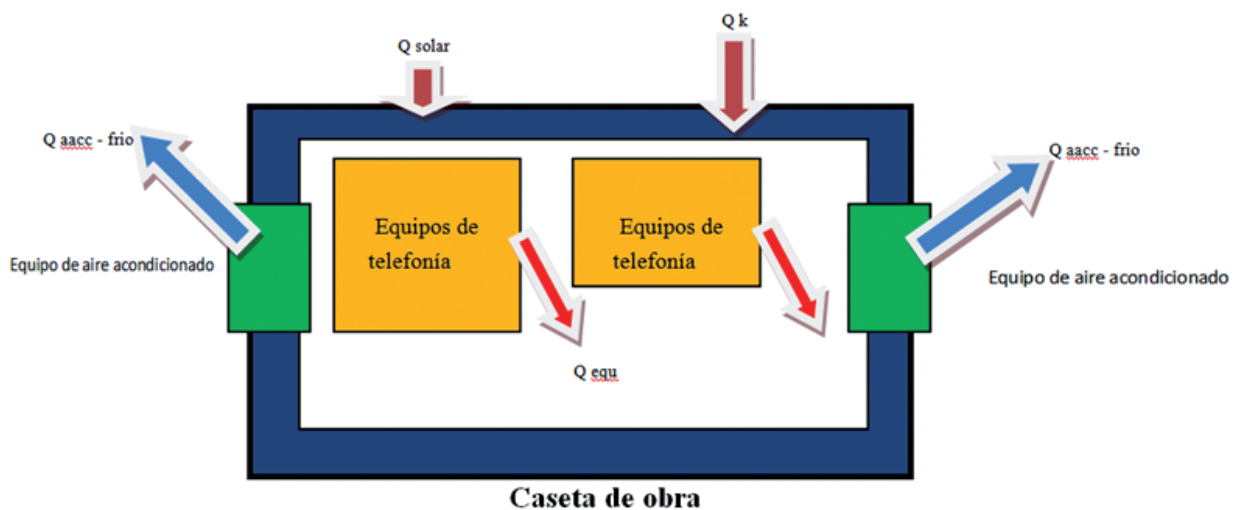 Q k
Q solar
Q aacc - frio
Q aacc - frio
Equipos de
telefonía
Equipos de
telefonía
Equipo de aire acondicionado
Equipo de aire acondicionado
Q equ
Caseta de obra